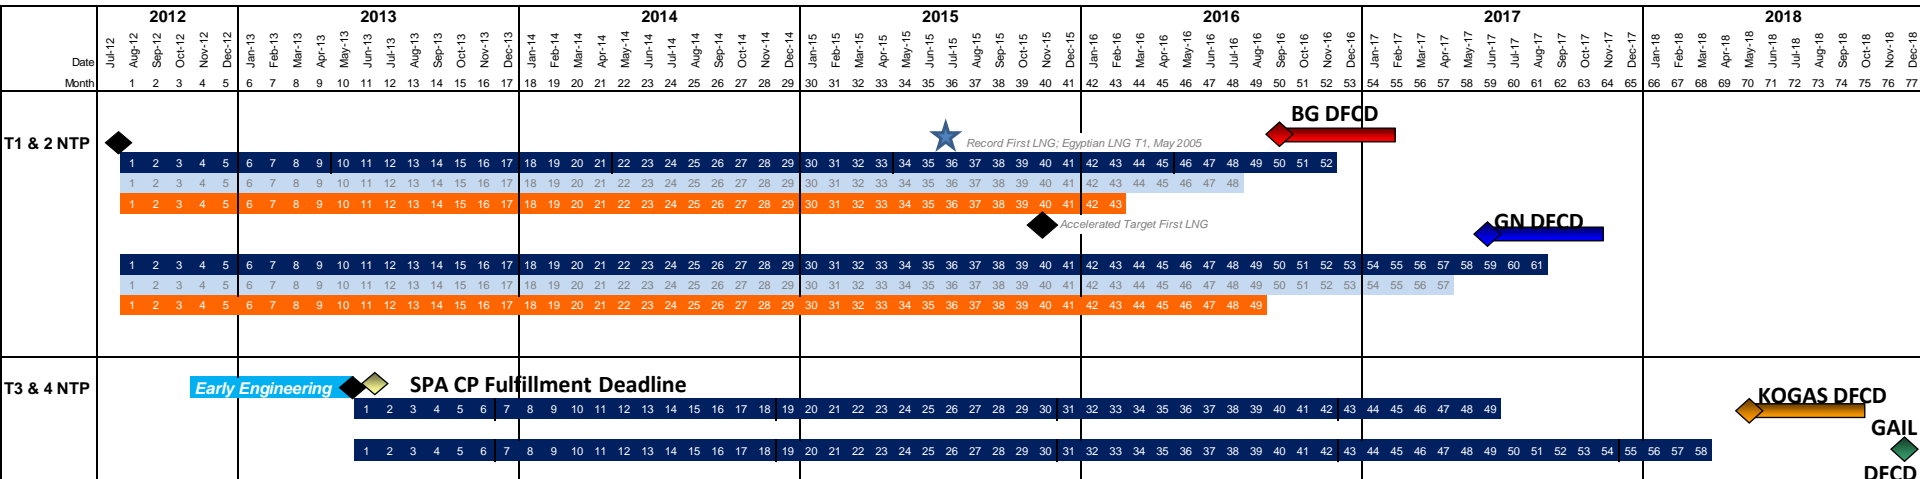 2012 2013 2014 2015 2016 2017 2018
Date Jul-12 Aug-12 Sep-12 Oct-12 Nov-12 Dec-12 Jan-13 Feb-13 Mar-13 Apr-13 May-13 Jun-13 Jul-13 Aug-13 Sep-13 Oct-13 Nov-13 Dec-13 Jan-14 Feb-14 Mar-14 Apr-14 May-14 Jun-14 Jul-14 Aug-14 Sep-14 Oct-14 Nov-14 Dec-14 Jan-15 Feb-15 Mar-15 Apr-15 May-15 Jun-15 Jul-15 Aug-15 Sep-15 Oct-15 Nov-15 Dec-15 Jan-16 Feb-16 Mar-16 Apr-16 May-16 Jun-16 Jul-16 Aug-16 Sep-16 Oct-16 Nov-16 Dec-16 Jan-17 Feb-17 Mar-17 Apr-17 May-17 Jun-17 Jul-17 Aug-17 Sep-17 Oct-17 Nov-17 Dec-17 Jan-18 Feb-18 Mar-18 Apr-18 May-18 Jun-18 Jul-18 Aug-18 Sep-18 Oct-18 Nov-18 Dec-18
Month 1 2 3 4 5 6 7 8 9 10 11 12 13 14 15 16 17 18 19 20 21 22 23 24 25 26 27 28 29 30 31 32 33 34 35 36 37 38 39 40 41 42 43 44 45 46 47 48 49 50 51 52 53 54 55 56 57 58 59 60 61 62 63 64 65 66 67 68 69 70 71 72 73 74 75 76 77
BG DFCD
T1 & 2 NTP
Record First LNG; Egyptian LNG T1, May 2005
1 2 3 4 5 6 7 8 9 10 11 12 13 14 15 16 17 18 19 20 21 22 23 24 25 26 27 28 29 30 31 32 33 34 35 36 37 38 39 40 41 42 43 44 45 46 47 48 49 50 51 52
1 2 3 4 5 6 7 8 9 10 11 12 13 14 15 16 17 18 19 20 21 22 23 24 25 26 27 28 29 30 31 32 33 34 35 36 37 38 39 40 41 42 43 44 45 46 47 48
1 2 3 4 5 6 7 8 9 10 11 12 13 14 15 16 17 18 19 20 21 22 23 24 25 26 27 28 29 30 31 32 33 34 35 36 37 38 39 40 41 42 43
Accelerated Target First LNG
GN DFCD
1 2 3 4 5 6 7 8 9 10 11 12 13 14 15 16 17 18 19 20 21 22 23 24 25 26 27 28 29 30 31 32 33 34 35 36 37 38 39 40 41 42 43 44 45 46 47 48 49 50 51 52 53 54 55 56 57 58 59 60 61
1 2 3 4 5 6 7 8 9 10 11 12 13 14 15 16 17 18 19 20 21 22 23 24 25 26 27 28 29 30 31 32 33 34 35 36 37 38 39 40 41 42 43 44 45 46 47 48 49 50 51 52 53 54 55 56 57
1 2 3 4 5 6 7 8 9 10 11 12 13 14 15 16 17 18 19 20 21 22 23 24 25 26 27 28 29 30 31 32 33 34 35 36 37 38 39 40 41 42 43 44 45 46 47 48 49
T3 & 4 NTP
Early Engineering
SPA CP Fulfillment Deadline
KOGAS DFCD
1 2 3 4 5 6 7 8 9 10 11 12 13 14 15 16 17 18 19 20 21 22 23 24 25 26 27 28 29 30 31 32 33 34 35 36 37 38 39 40 41 42 43 44 45 46 47 48 49
GAIL
1 2 3 4 5 6 7 8 9 10 11 12 13 14 15 16 17 18 19 20 21 22 23 24 25 26 27 28 29 30 31 32 33 34 35 36 37 38 39 40 41 42 43 44 45 46 47 48 49 50 51 52 53 54 55 56 57 58
DFCD